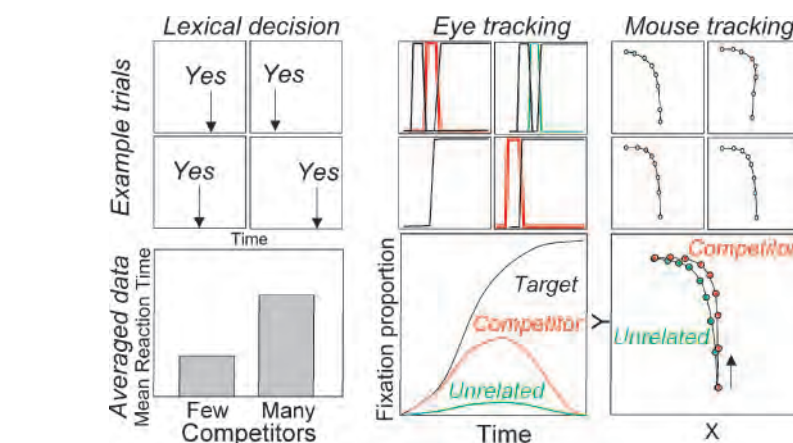 Lexical decision
Eye tracking
Mouse tracking
Example trials
Yes
Yes
Yes
Yes
Time
Averaged data
Mean Reaction Time
Few Many
Competitors
Fixation proportion
Target
Competitor
Unrelated
Time
Y
Competitor
Unrelated
X